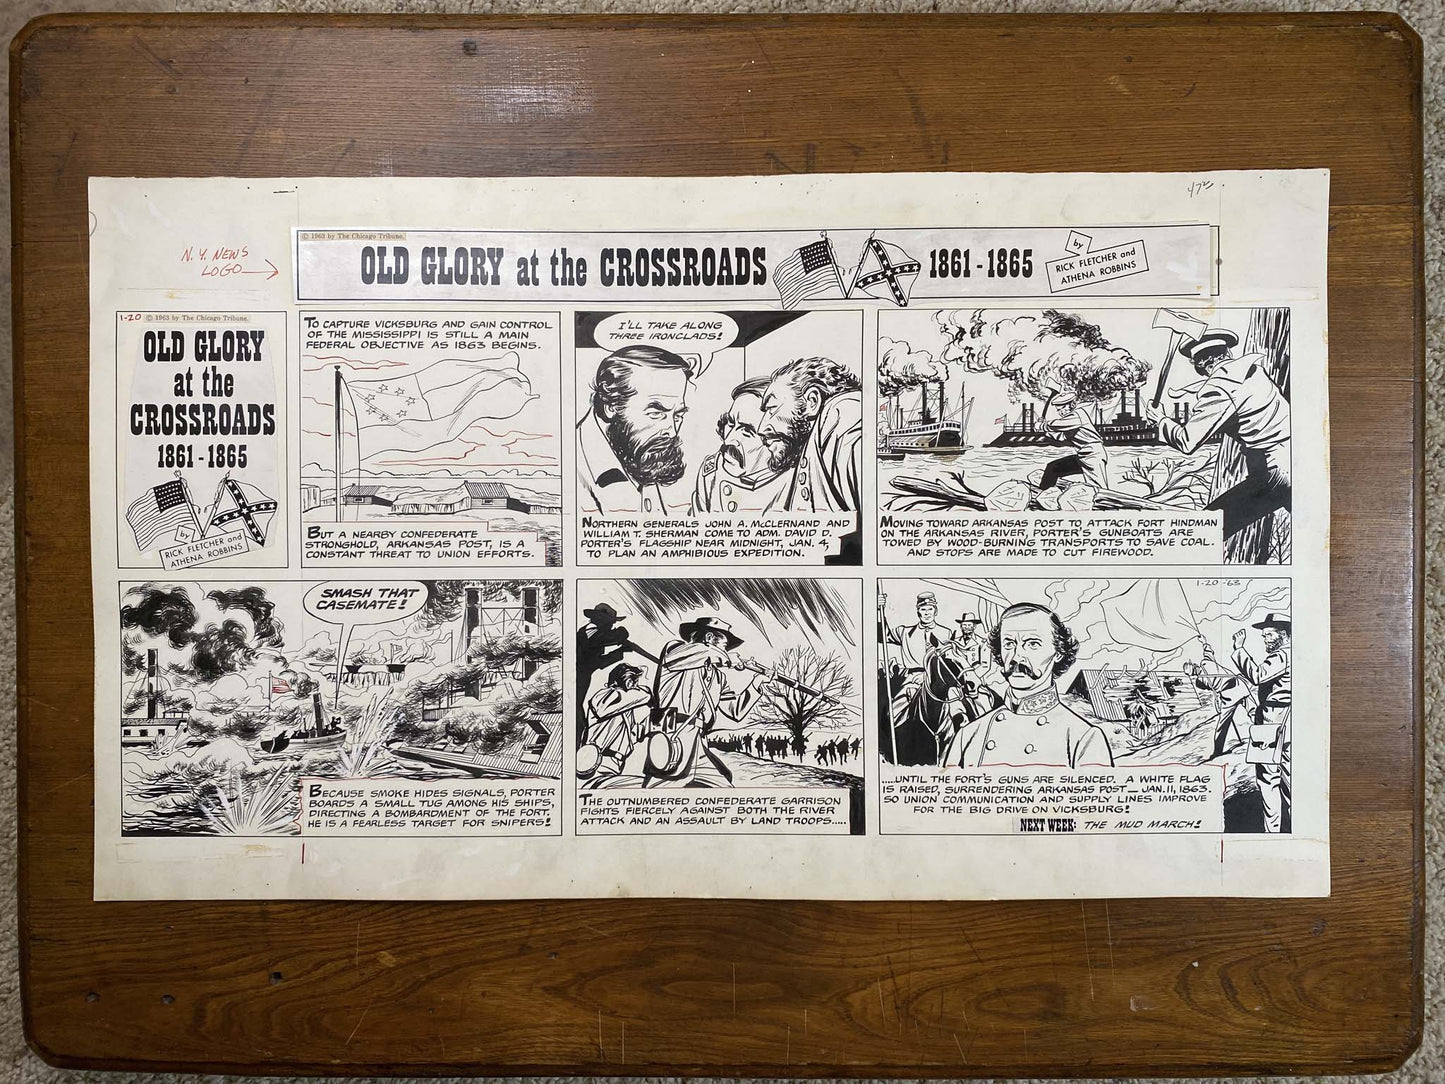 47
N.Y. NEWS
LOGO
© 1963 by The Chicago Tribune.
OLD GLORY at the CROSSROADS 1861-1865
by
RICK FLETCHER and
ATHENA ROBBINS
1-20 © 1963 by The Chicago Tribune.
OLD GLORY
at the
CROSSROADS
1861-1865
by
RICK FLETCHER and
ATHENA ROBBINS
TO CAPTURE VICKSBURG AND GAIN CONTROL
OF THE MISSISSIPPI IS STILL A MAIN
FEDERAL OBJECTIVE AS 1863 BEGINS.
BUT A NEARBY CONFEDERATE
STRONGHOLD, ARKANSAS POST, IS A
CONSTANT THREAT TO UNION EFFORTS.
I'LL TAKE ALONG
THREE IRONCLADS!
NORTHERN GENERALS JOHN A. McCLERNAND AND
WILLIAM T. SHERMAN COME TO ADM. DAVID D.
PORTER'S FLAGSHIP NEAR MIDNIGHT, JAN. 4,
TO PLAN AN AMPHIBIOUS EXPEDITION.
MOVING TOWARD ARKANSAS POST TO ATTACK FORT HINDMAN
ON THE ARKANSAS RIVER, PORTER'S GUNBOATS ARE
TOWED BY WOOD-BURNING TRANSPORTS TO SAVE COAL.
AND STOPS ARE MADE TO CUT FIREWOOD.
SMASH THAT
CASEMATE!
BECAUSE SMOKE HIDES SIGNALS, PORTER
BOARDS A SMALL TUG AMONG HIS SHIPS,
DIRECTING A BOMBARDMENT OF THE FORT.
HE IS A FEARLESS TARGET FOR SNIPERS!
THE OUTNUMBERED CONFEDERATE GARRISON
FIGHTS FIERCELY AGAINST BOTH THE RIVER
ATTACK AND AN ASSAULT BY LAND TROOPS.....
1-20-63
.....UNTIL THE FORT'S GUNS ARE SILENCED. A WHITE FLAG
IS RAISED, SURRENDERING ARKANSAS POST — JAN. 11, 1863.
SO UNION COMMUNICATION AND SUPPLY LINES IMPROVE
FOR THE BIG DRIVE ON VICKSBURG!
NEXT WEEK: THE MUD MARCH!